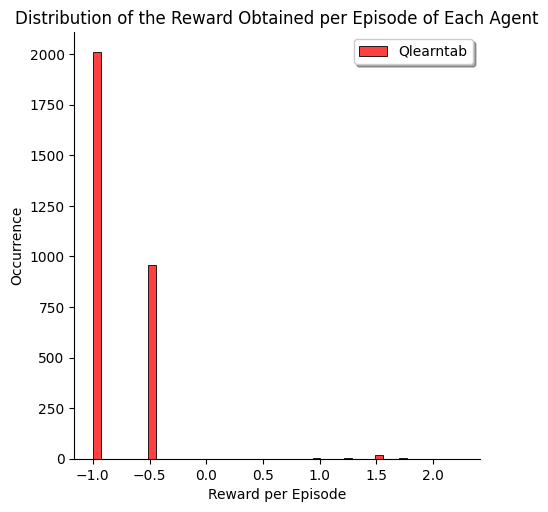 Distribution of the Reward Obtained per Episode of Each Agent
Qlearntab
2000
1750
1500
1250
1000
750
500
250
0
Occurrence
−1.0 −0.5 0.0 0.5 1.0 1.5 2.0
Reward per Episode